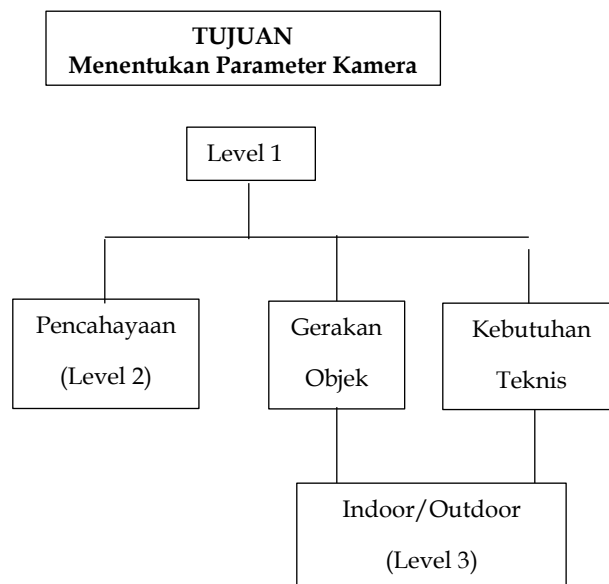 TUJUAN
Menentukan Parameter Kamera
Level 1
Pencahayaan
(Level 2)
Gerakan
Objek
Kebutuhan
Teknis
Indoor/Outdoor
(Level 3)